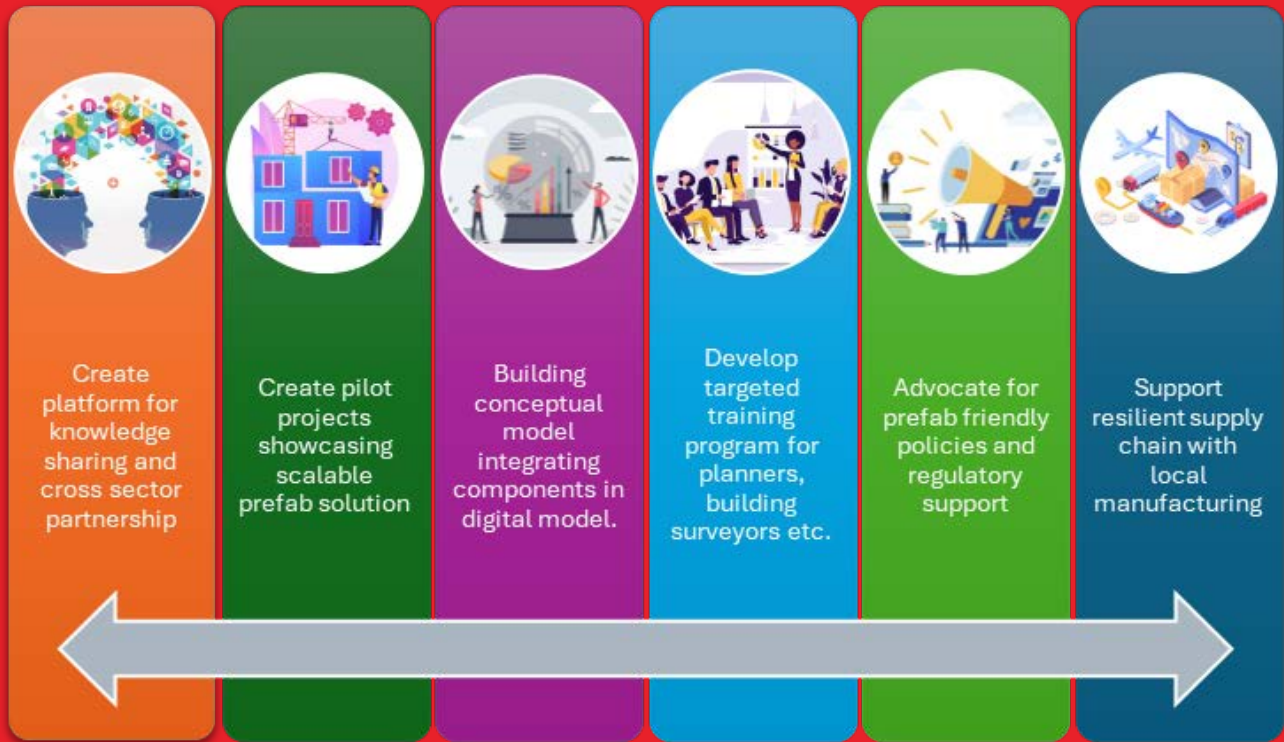 Create
platform for
knowledge
sharing and
cross sector
partnership
Create pilot
projects
showcasing
scalable
prefab solution
Building
conceptual
model
integrating
components in
digital model.
Develop
targeted
training
program for
planners,
building
surveyors etc.
Advocate for
prefab friendly
policies and
regulatory
support
Support
resilient supply
chain with
local
manufacturing